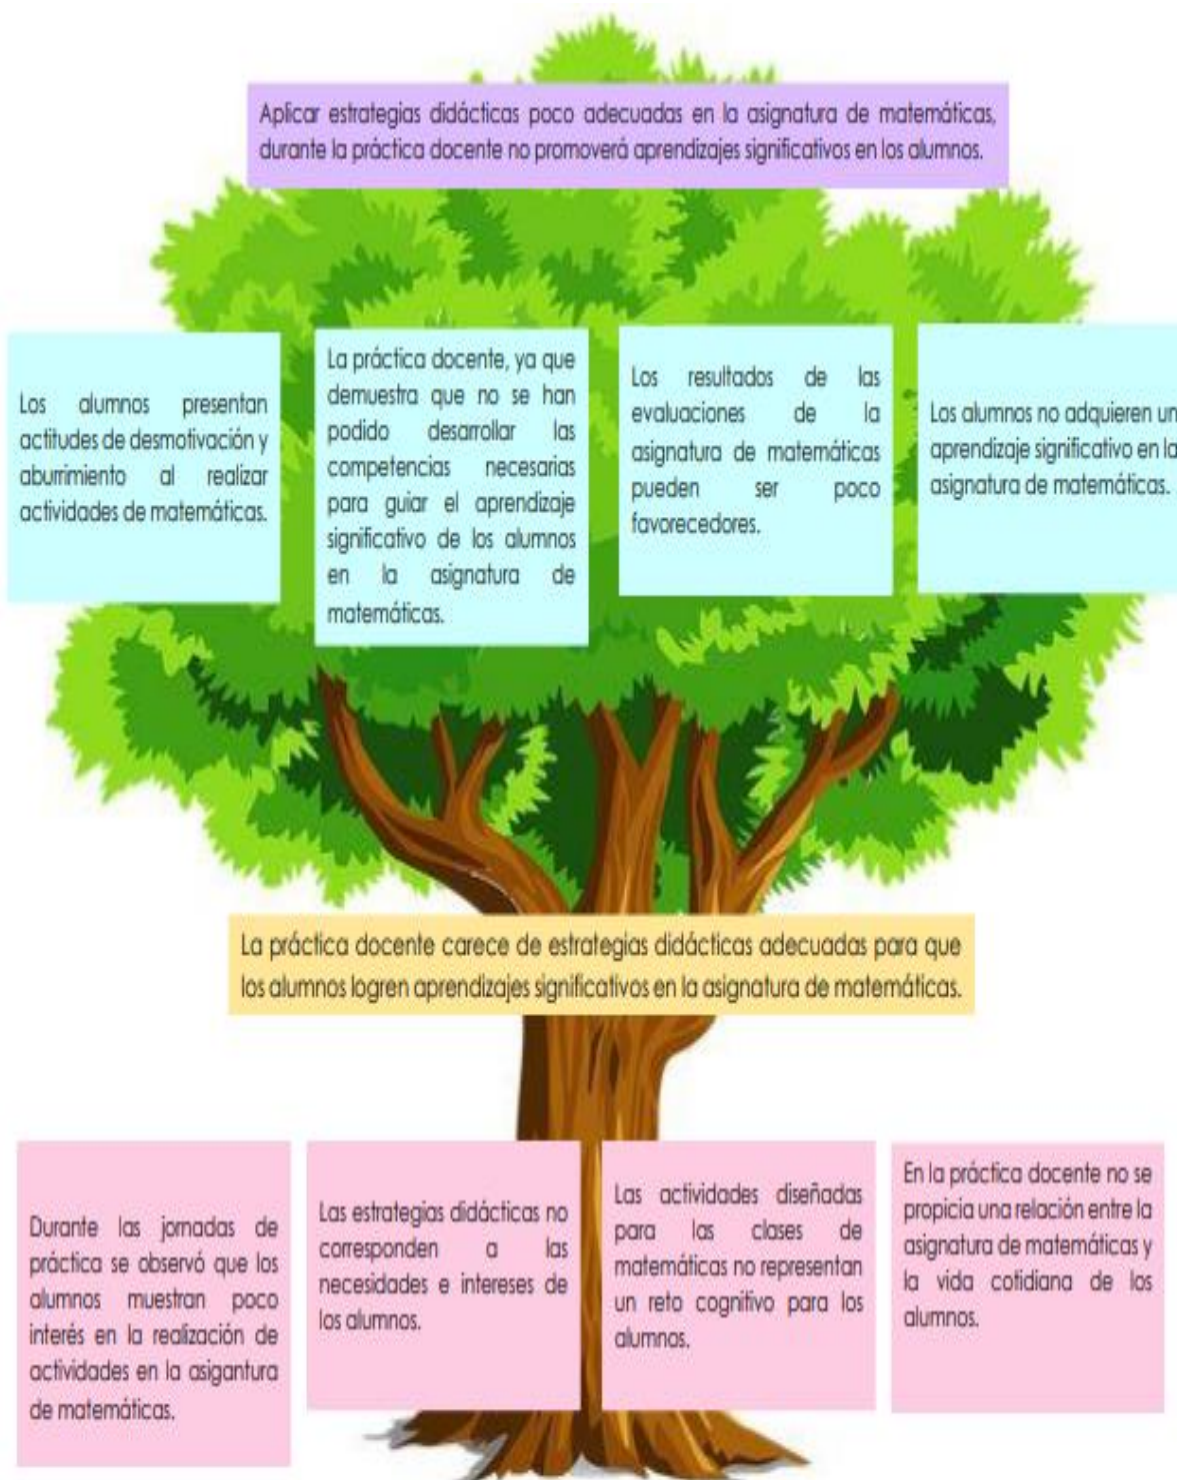 Aplicar estrategias didácticas poco adecuadas en la asignatura de matemáticas,
durante la práctica docente no promoverá aprendizajes significativos en los alumnos.
Los alumnos presentan
actitudes de desmotivación y
aburrimiento al realizar
actividades de matemáticas.
La práctica docente, ya que
demuestra que no se han
podido desarrollar las
competencias necesarias
para guiar el aprendizaje
significativo de los alumnos
en la asignatura de
matemáticas.
Los resultados de las
evaluaciones de la
asignatura de matemáticas
pueden ser poco
favorecedores.
Los alumnos no adquieren un
aprendizaje significativo en la
asignatura de matemáticas.
La práctica docente carece de estrategias didácticas adecuadas para que
los alumnos logren aprendizajes significativos en la asignatura de matemáticas.
Durante las jornadas de
práctica se observó que los
alumnos muestran poco
interés en la realización de
actividades en la asigantura
de matemáticas.
Las estrategias didácticas no
corresponden a las
necesidades e intereses de
los alumnos.
Las actividades diseñadas
para las clases de
matemáticas no representan
un reto cognitivo para los
alumnos.
En la práctica docente no se
propicia una relación entre la
asignatura de matemáticas y
la vida cotidiana de los
alumnos.